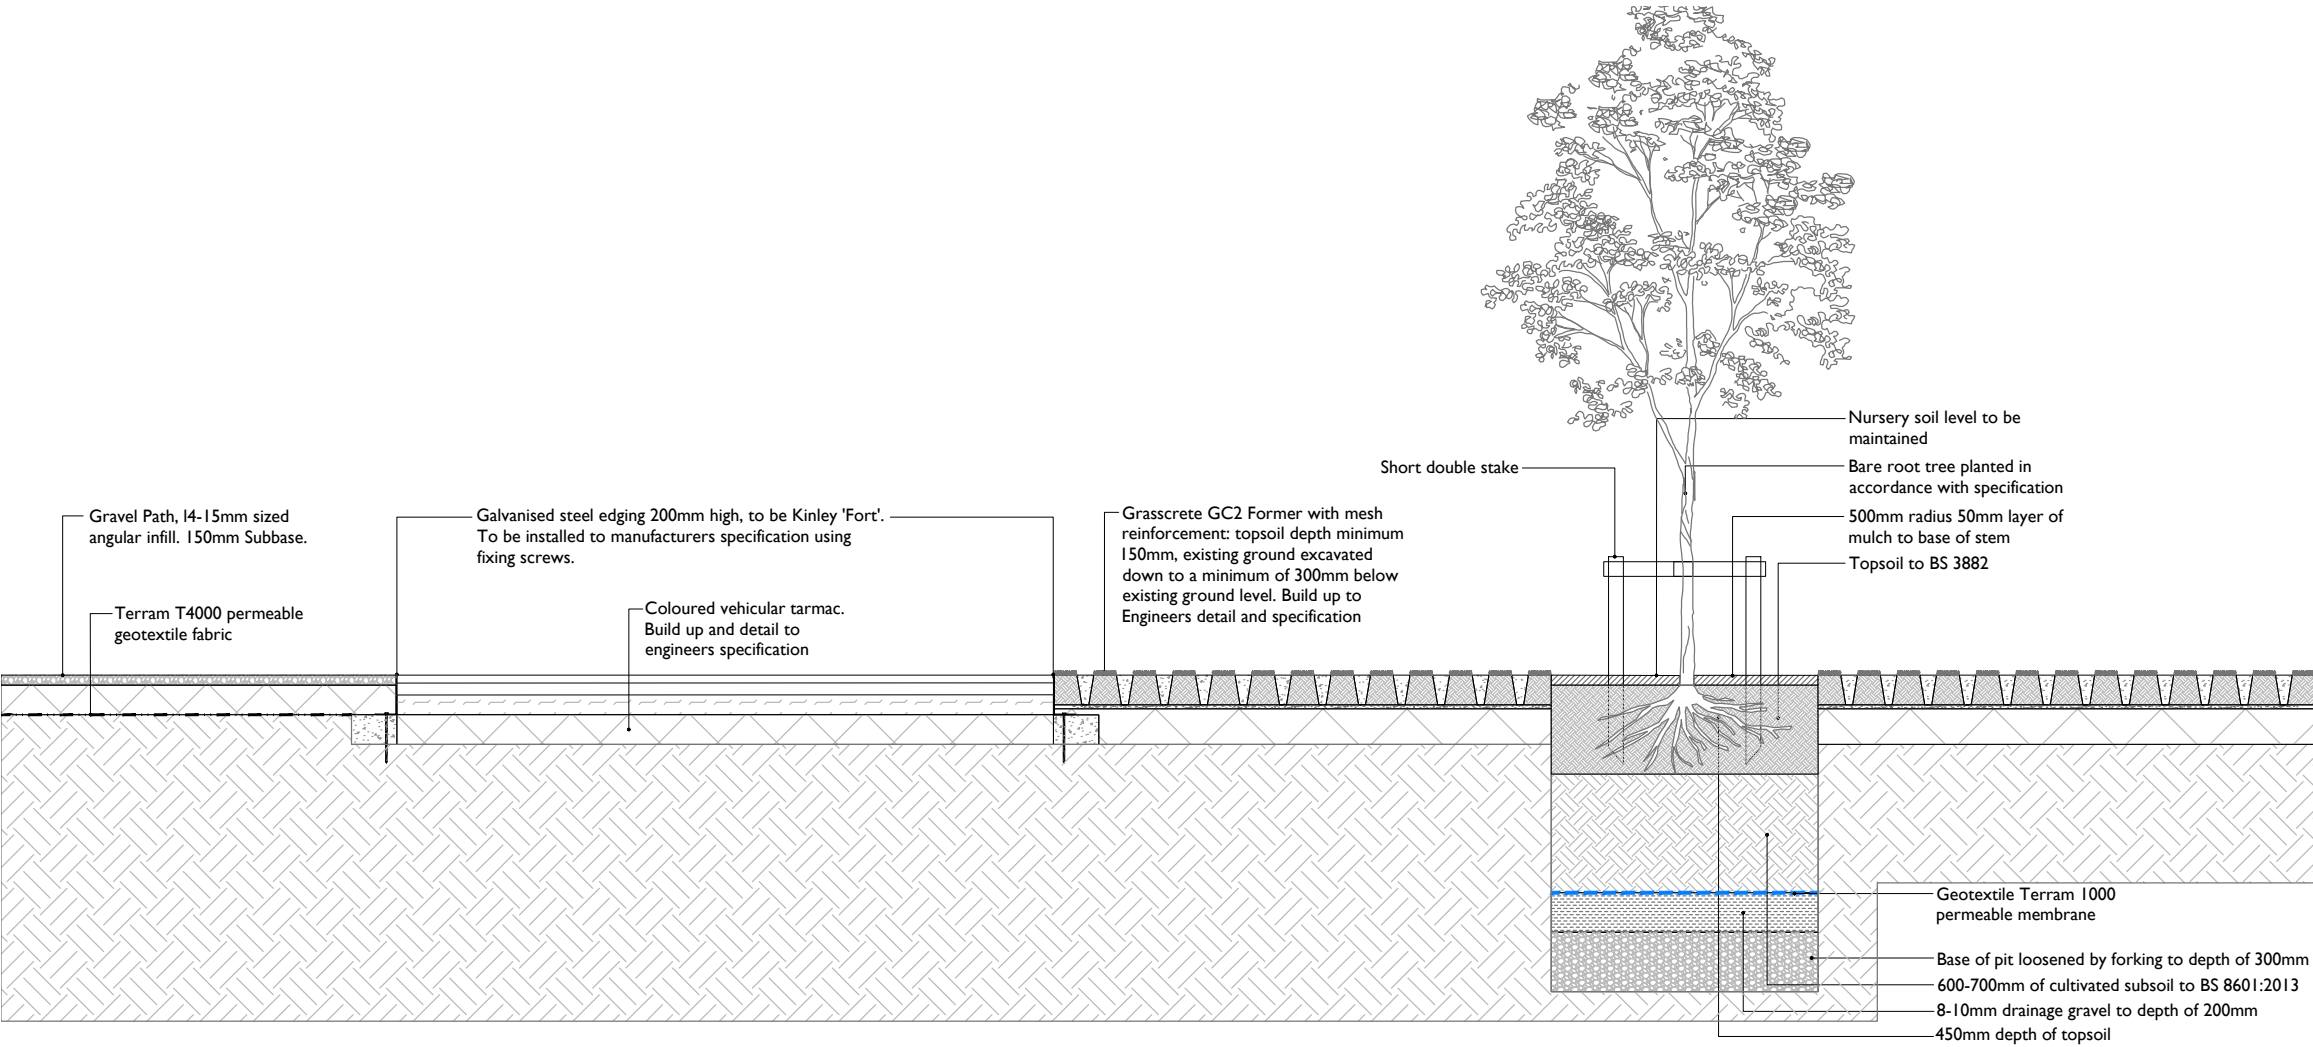 Gravel Path, 14-15mm sized
angular infill. 150mm Subbase.
Terram T4000 permeable
geotextile fabric
Galvanised steel edging 200mm high, to be Kinley 'Fort'.
To be installed to manufacturers specification using
fixing screws.
Coloured vehicular tarmac.
Build up and detail to
engineers specification
Grasscrete GC2 Former with mesh
reinforcement: topsoil depth minimum
150mm, existing ground excavated
down to a minimum of 300mm below
existing ground level. Build up to
Engineers detail and specification
Short double stake
Nursery soil level to be
maintained
Bare root tree planted in
accordance with specification
500mm radius 50mm layer of
mulch to base of stem
Topsoil to BS 3882
Geotextile Terram 1000
permeable membrane
Base of pit loosened by forking to depth of 300mm
600-700mm of cultivated subsoil to BS 8601:2013
8-10mm drainage gravel to depth of 200mm
450mm depth of topsoil